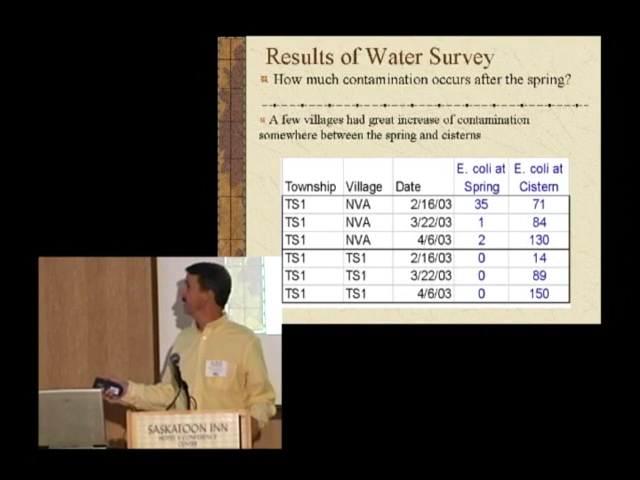 Results of Water Survey
How much contamination occurs after the spring?
A few villages had great increase of contamination
somewhere between the spring and cisterns
E. coli at E. coli at
Township Village Date Spring Cistern
TS1 NVA 2/16/03 35 71
TS1 NVA 3/22/03 1 84
TS1 NVA 4/6/03 2 130
TS1 TS1 2/16/03 0 14
TS1 TS1 3/22/03 0 89
TS1 TS1 4/6/03 0 150
SASKATOON INN
HOTEL & CONFERENCE
CENTRE